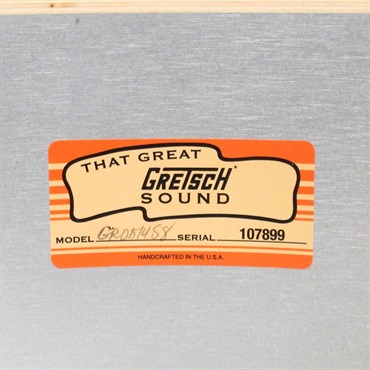 THAT GREAT
GRETSCH
SOUND
MODEL SERIAL 107899
HANDCRAFTED IN THE U.S.A.